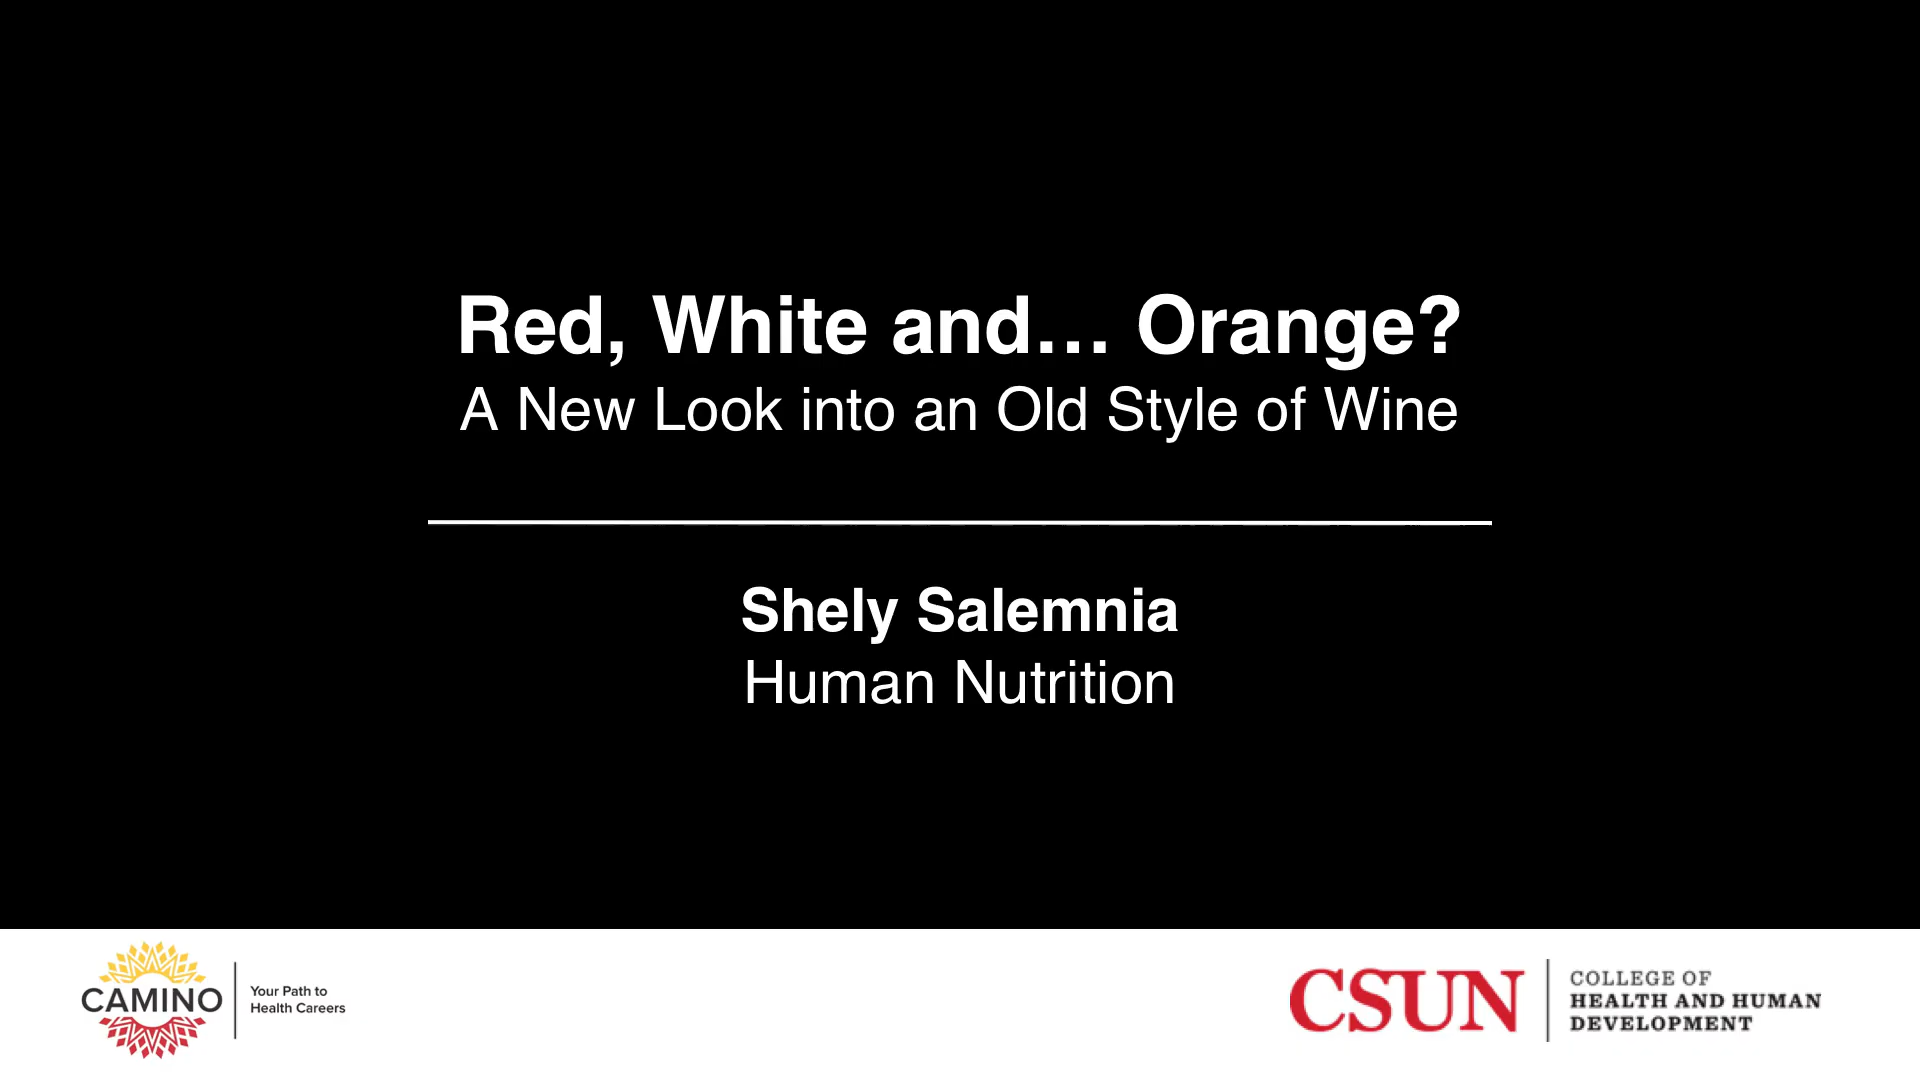 Red, White and… Orange?
A New Look into an Old Style of Wine
Shely Salemnia
Human Nutrition
CAMINO
Your Path to
Health Careers
CSUN
COLLEGE OF
HEALTH AND HUMAN
DEVELOPMENT